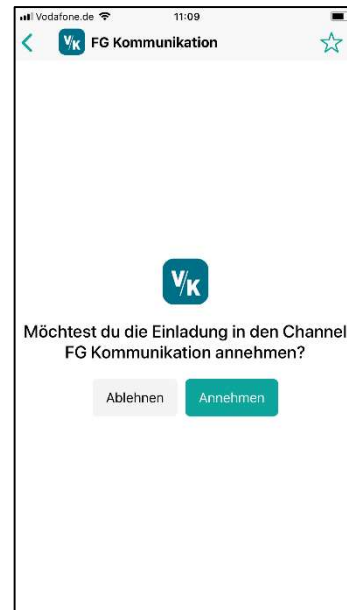 Vodafone.de 11:09
V/K FG Kommunikation
V/K
Möchtest du die Einladung in den Channel
FG Kommunikation annehmen?
Ablehnen Annehmen